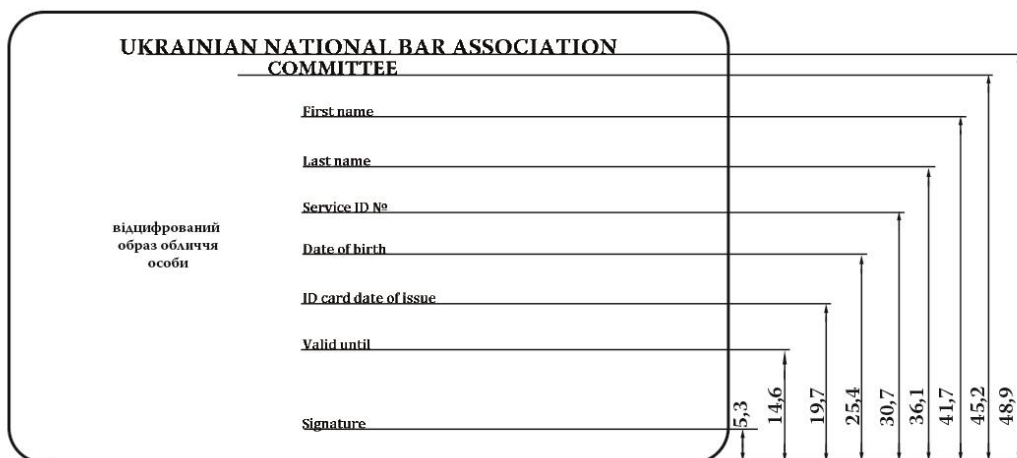 UKRAINIAN NATIONAL BAR ASSOCIATION
COMMITTEE
First name
Last name
Service ID №
відцифрований
образ обличчя
особи
Date of birth
ID card date of issue
Valid until
Signature
5,3
14,6
19,7
25,4
30,7
36,1
41,7
45,2
48,9